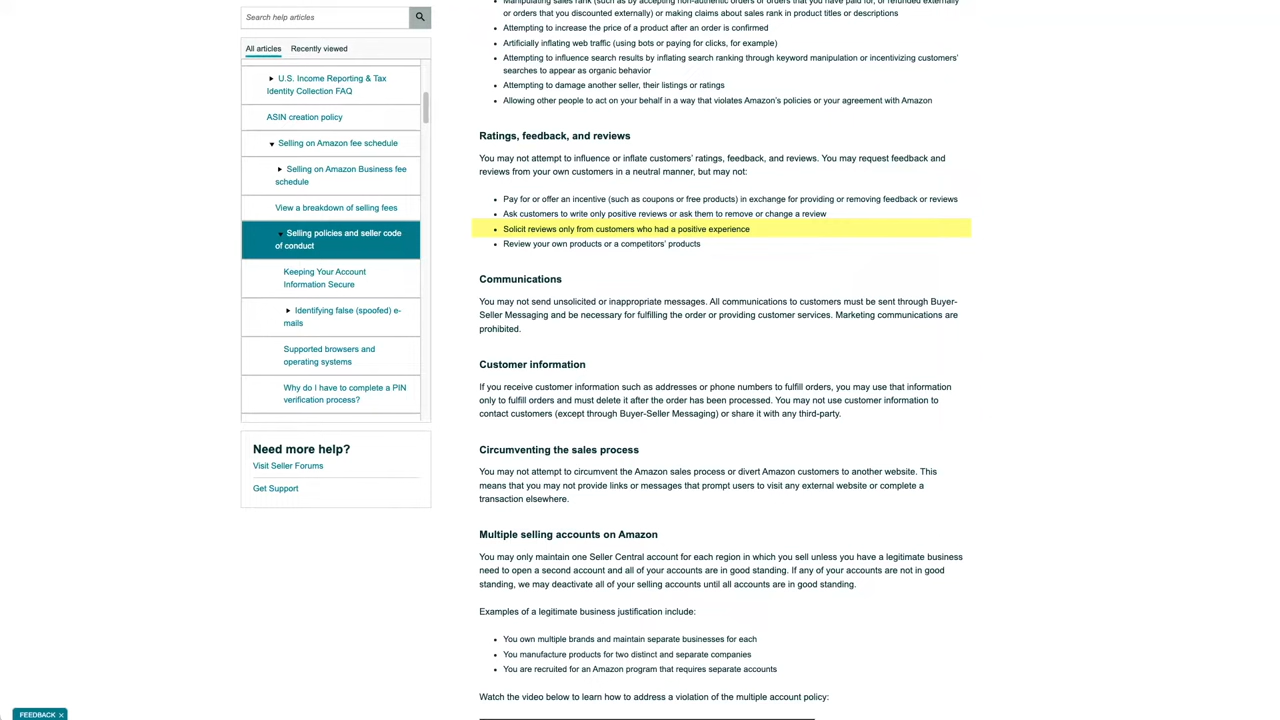 Search help articles
All articles
Recently viewed
U.S. Income Reporting & Tax
Identity Collection FAQ
ASIN creation policy
Selling on Amazon fee schedule
Selling on Amazon Business fee
schedule
View a breakdown of selling fees
Selling policies and seller code
of conduct
Keeping Your Account
Information Secure
Identifying false (spoofed) e-
mails
Supported browsers and
operating systems
Why do I have to complete a PIN
verification process?
Need more help?
Visit Seller Forums
Get Support
Manipulating sales rank (such as by accepting non-authentic orders or orders that you have paid for, or refunded externally
or orders that you discounted externally) or making claims about sales rank in product titles or descriptions
Attempting to increase the price of a product after an order is confirmed
Artificially inflating web traffic (using bots or paying for clicks, for example)
Attempting to influence search results by inflating search ranking through keyword manipulation or incentivizing customers'
searches to appear as organic behavior
Attempting to damage another seller, their listings or ratings
Allowing other people to act on your behalf in a way that violates Amazon's policies or your agreement with Amazon
Ratings, feedback, and reviews
You may not attempt to influence or inflate customers' ratings, feedback, and reviews. You may request feedback and
reviews from your own customers in a neutral manner, but may not:
Pay for or offer an incentive (such as coupons or free products) in exchange for providing or removing feedback or reviews
Ask customers to write only positive reviews or ask them to remove or change a review
Solicit reviews only from customers who had a positive experience
Review your own products or a competitors' products
Communications
You may not send unsolicited or inappropriate messages. All communications to customers must be sent through Buyer-
Seller Messaging and be necessary for fulfilling the order or providing customer services. Marketing communications are
prohibited.
Customer information
If you receive customer information such as addresses or phone numbers to fulfill orders, you may use that information
only to fulfill orders and must delete it after the order has been processed. You may not use customer information to
contact customers (except through Buyer-Seller Messaging) or share it with any third-party.
Circumventing the sales process
You may not attempt to circumvent the Amazon sales process or divert Amazon customers to another website. This
means that you may not provide links or messages that prompt users to visit any external website or complete a
transaction elsewhere.
Multiple selling accounts on Amazon
You may only maintain one Seller Central account for each region in which you sell unless you have a legitimate business
need to open a second account and all of your accounts are in good standing. If any of your accounts are not in good
standing, we may deactivate all of your selling accounts until all accounts are in good standing.
Examples of a legitimate business justification include:
You own multiple brands and maintain separate businesses for each
You manufacture products for two distinct and separate companies
You are recruited for an Amazon program that requires separate accounts
Watch the video below to learn how to address a violation of the multiple account policy:
FEEDBACK